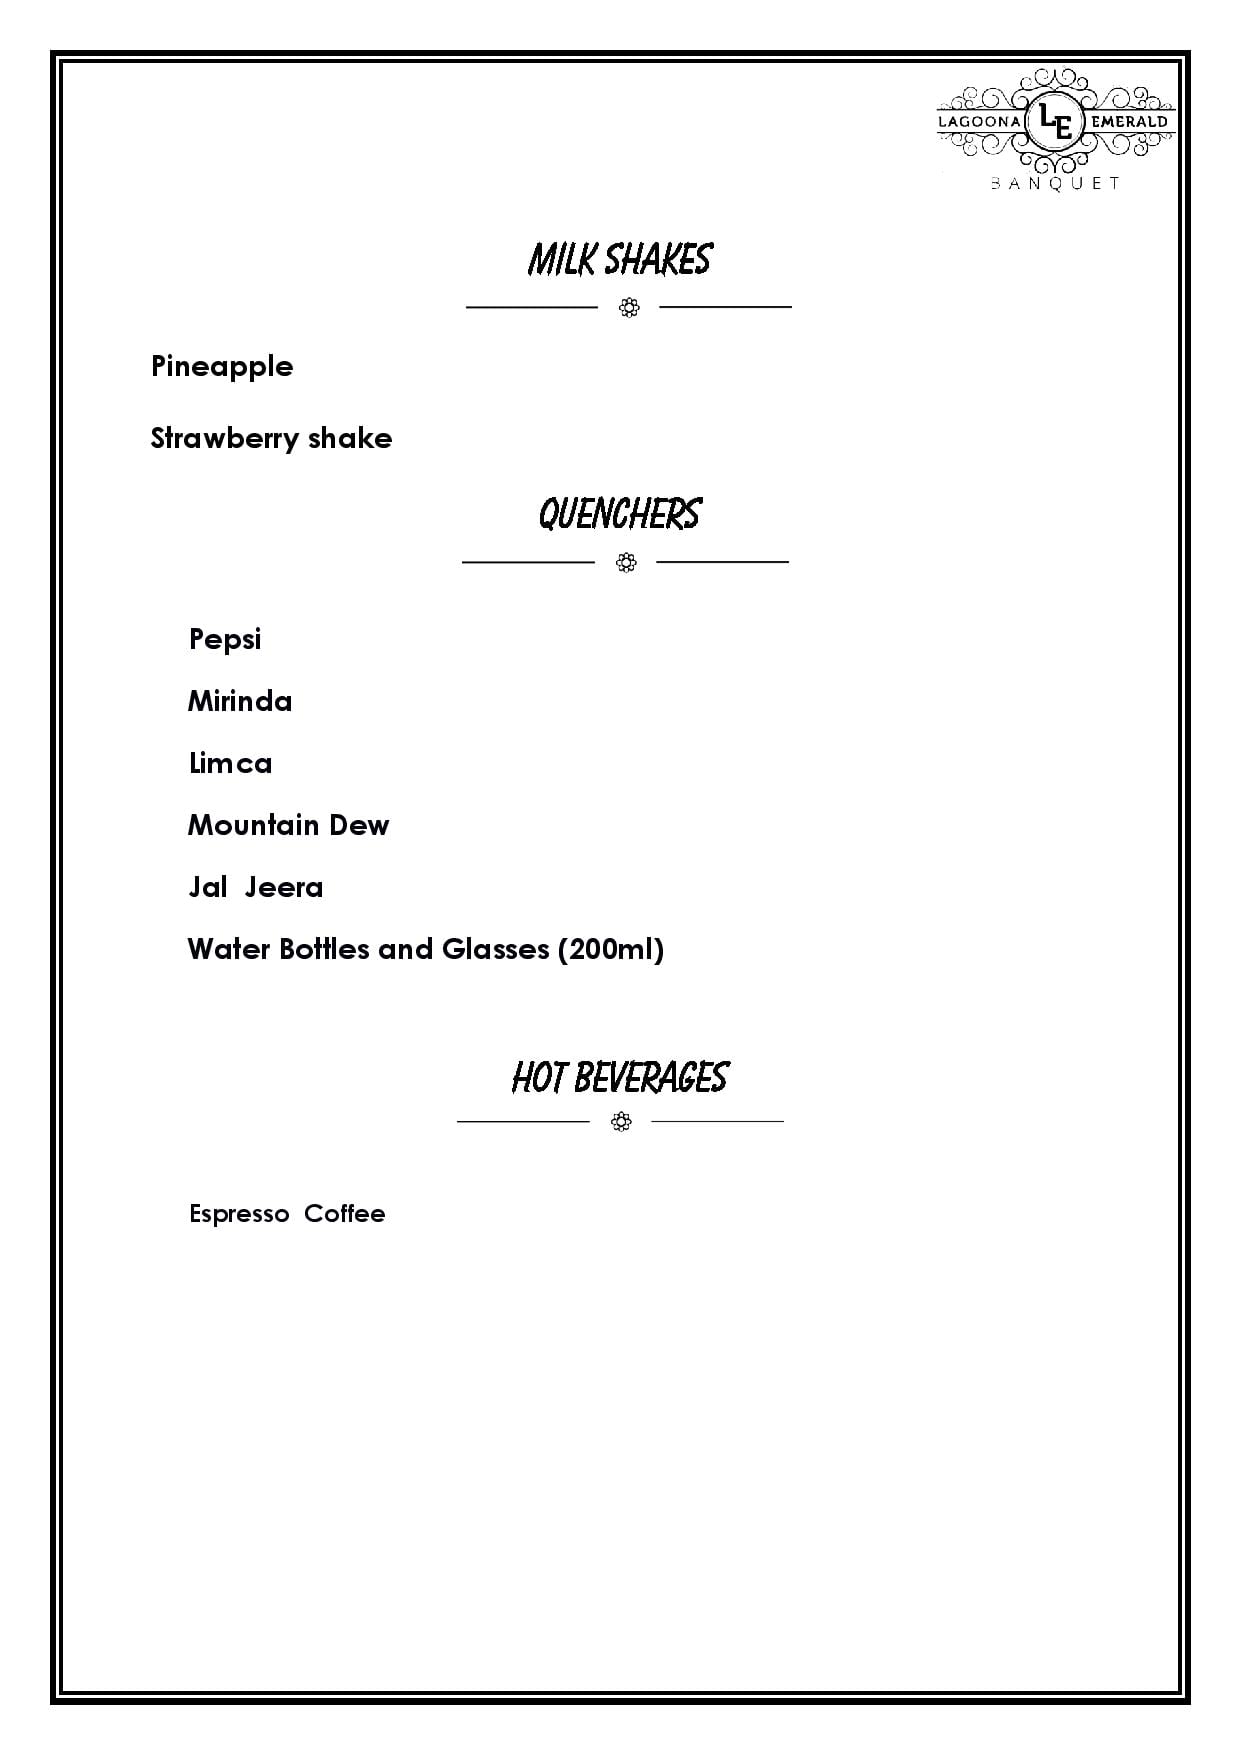 LAGOONA LE EMERALD
BANQUET
MILK SHAKES
Pineapple
Strawberry shake
QUENCHERS
Pepsi
Mirinda
Limca
Mountain Dew
Jal Jeera
Water Bottles and Glasses (200ml)
HOT BEVERAGES
Espresso Coffee